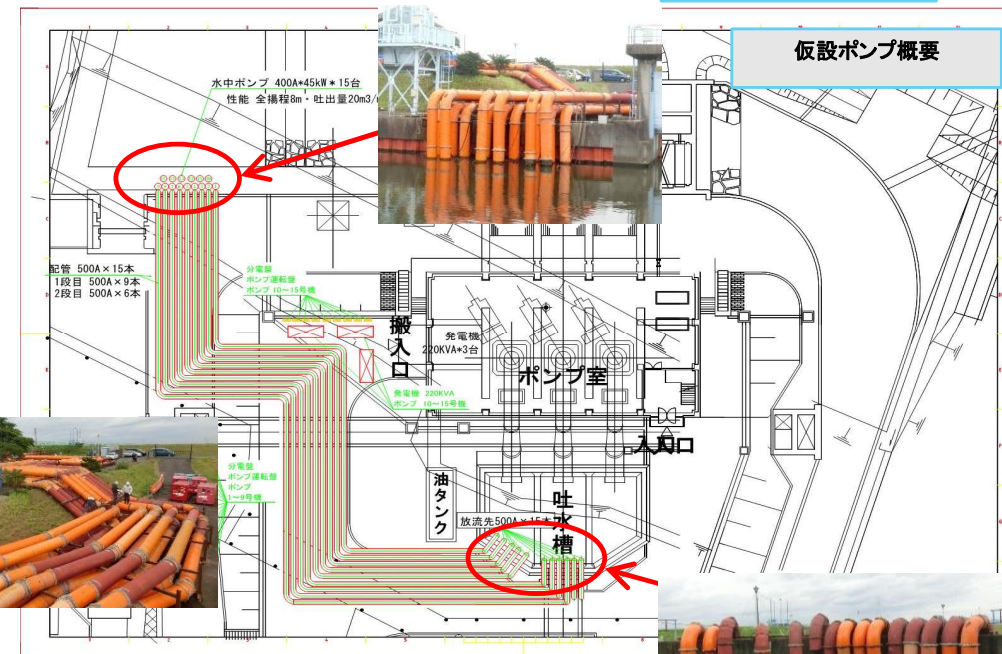 仮設ポンプ概要
水中ポンプ 400A*45kW*15台
性能 全揚程8m・吐出量20m3/
配管 500A×15本
1段目 500A×9本
2段目 500A×6本
分電盤
ポンプ運転盤
ポンプ 10～15号機
搬入口
発電機
220KVA*3台
ポンプ室
発電機 220KVA
ポンプ 10～15号機
入口
分電盤
ポンプ運転盤
ポンプ
1～9号機
油タンク
吐水槽
放流先500A×15本